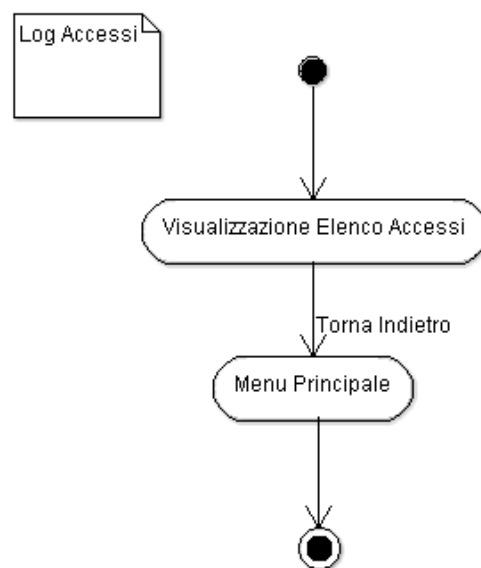 Log Accessi
Visualizzazione Elenco Accessi
Torna Indietro
Menu Principale